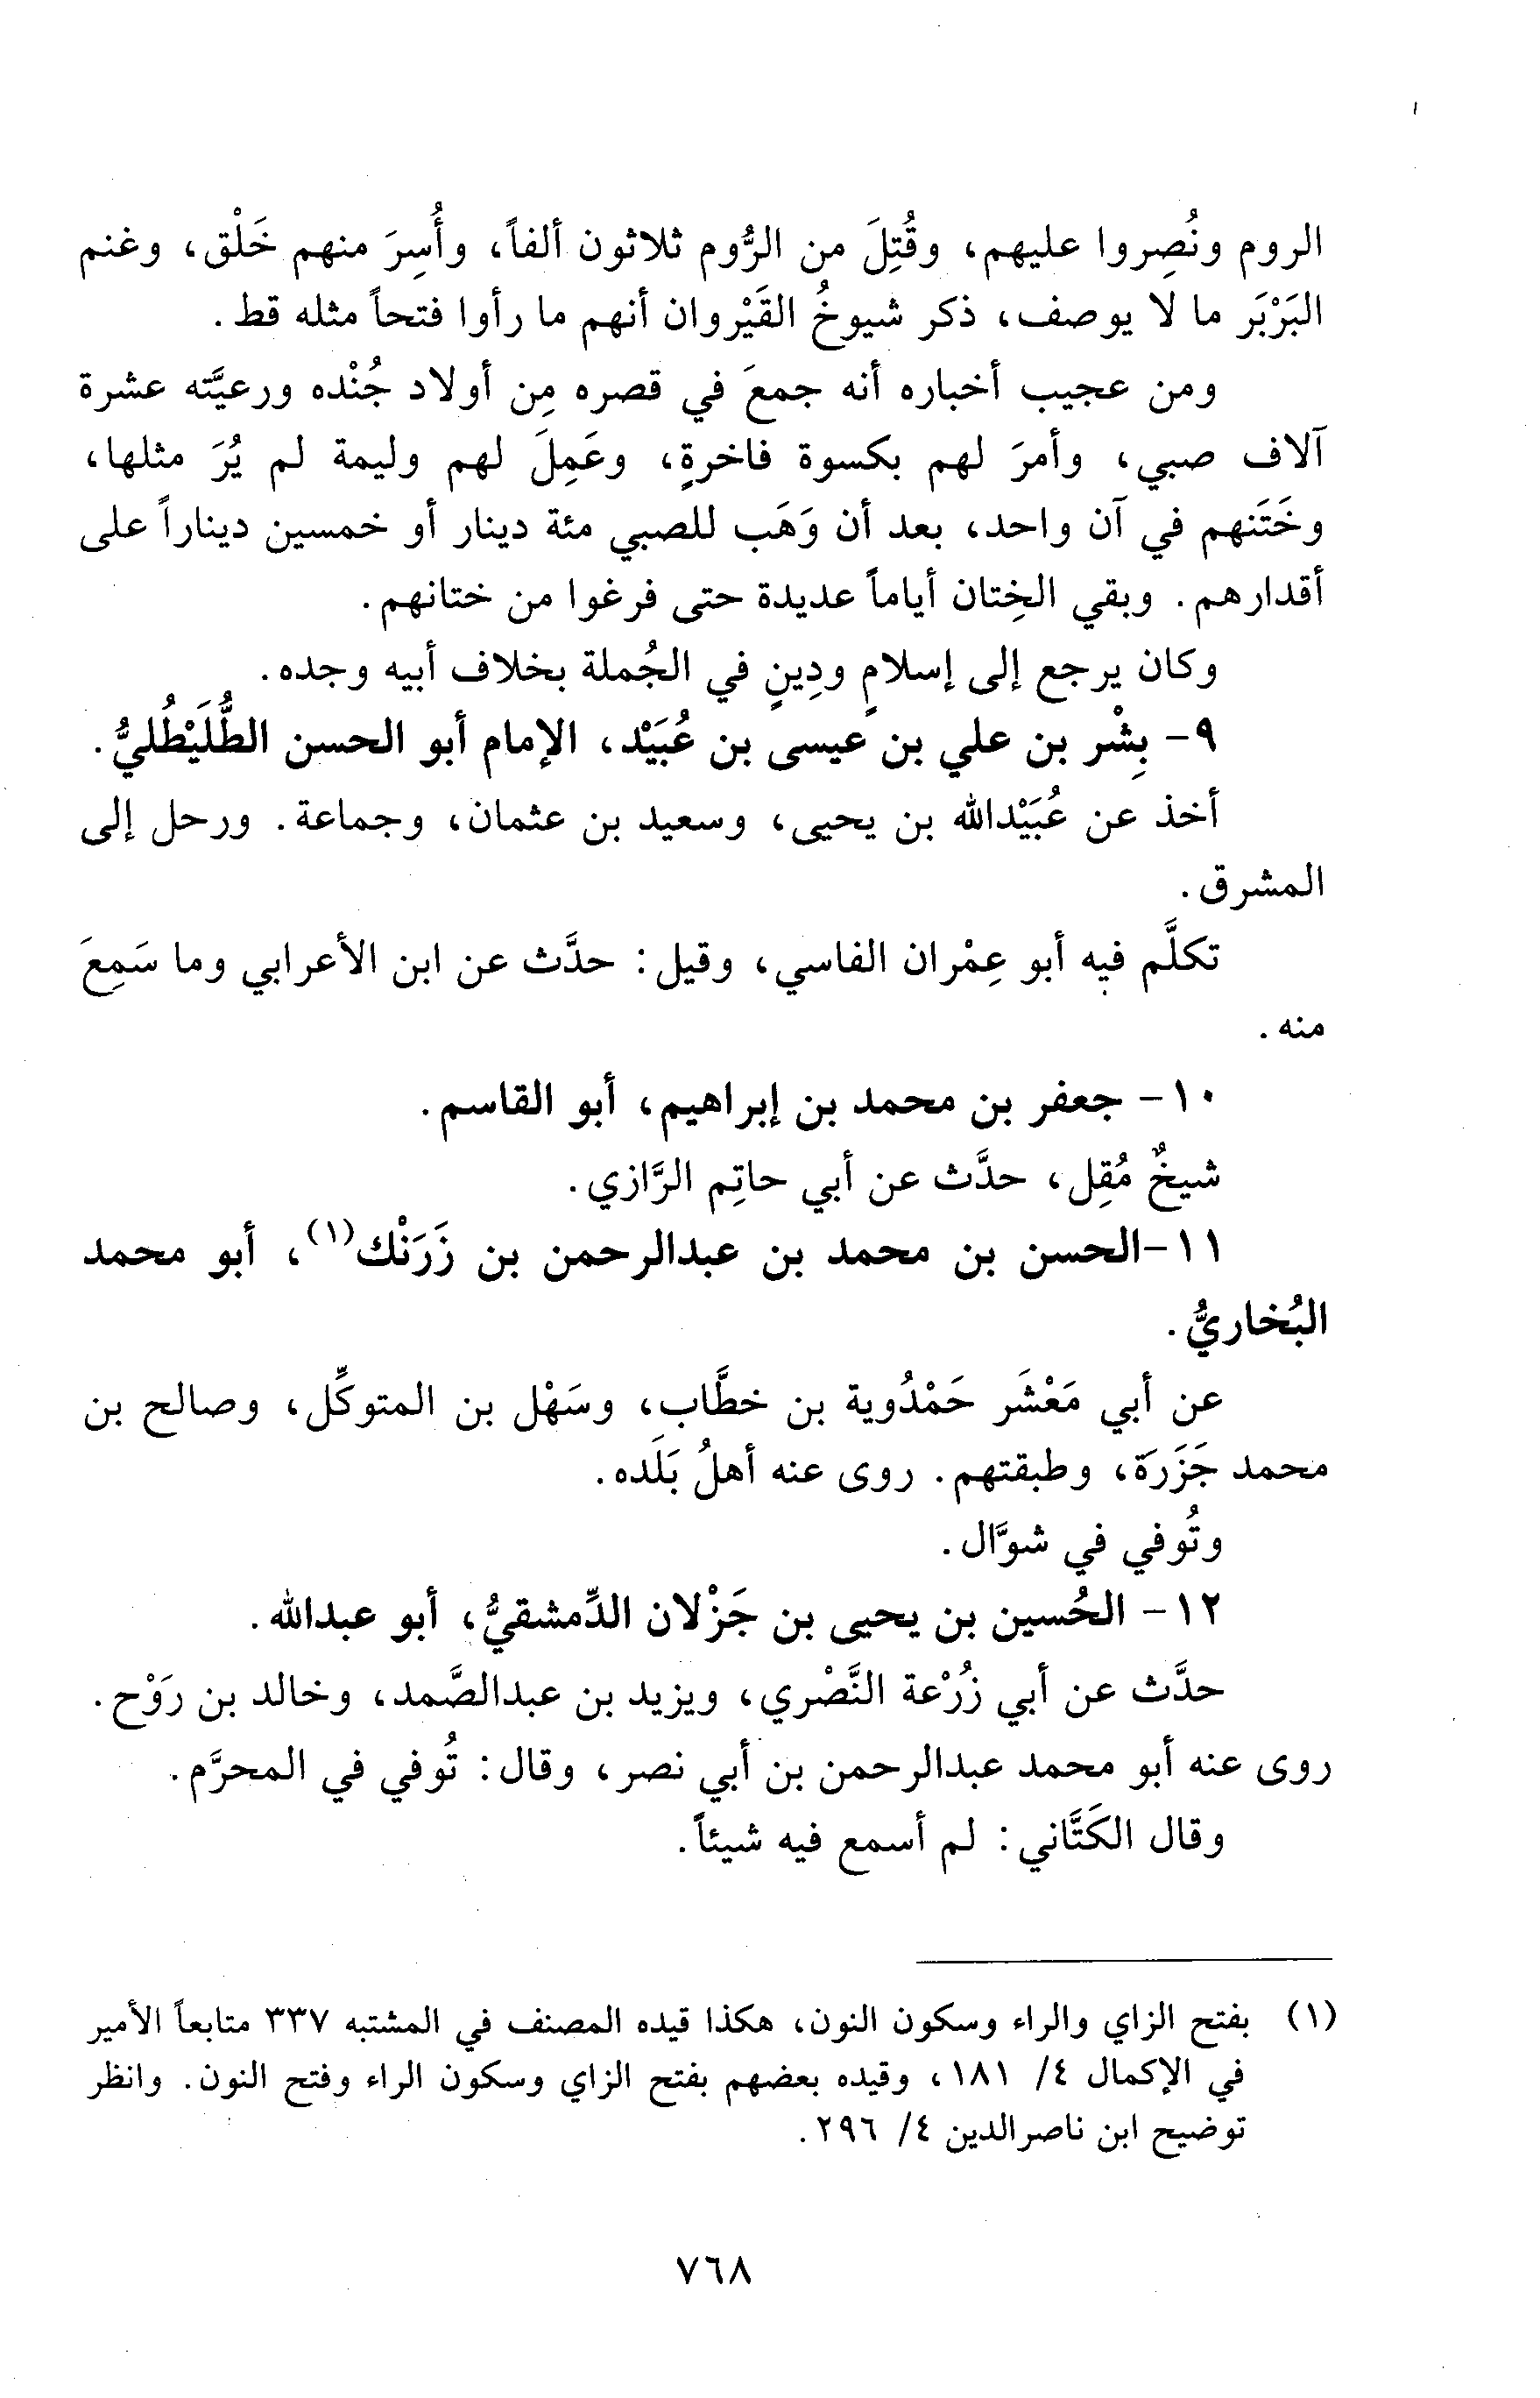 الروم ونُصِروا عليهم، وقُتِلَ من الرُّوم ثلاثون ألفاً، وأُسِرَ منهم خَلْق، وغنم
البَرْبَر ما لا يوصف، ذكر شيوخُ القَيْروان أنهم ما رأوا فتحاً مثله قط.
ومن عجيب أخباره أنه جمعَ في قصره مِن أولاد جُنْده ورعيَّته عشرة
آلاف صبي، وأمرَ لهم بكسوة فاخرةٍ، وعَمِلَ لهم وليمة لم يُرَ مثلها،
وخَتَنهم في آن واحد، بعد أن وَهَب للصبي مئة دينار أو خمسين ديناراً على
أقدارهم. وبقي الخِتان أياماً عديدة حتى فرغوا من ختانهم.
وكان يرجع إلى إسلامٍ ودِينٍ في الجُملة بخلاف أبيه وجده.
٩- بِشْر بن علي بن عيسى بن عُبَيْد، الإمام أبو الحسن الطُّلَيْطُليُّ.
أخذ عن عُبَيْدالله بن يحيى، وسعيد بن عثمان، وجماعة. ورحل إلى
المشرق.
تكلَّم فيه أبو عِمْران الفاسي، وقيل: حدَّث عن ابن الأعرابي وما سَمِعَ
منه.
١٠- جعفر بن محمد بن إبراهيم، أبو القاسم.
شيخٌ مُقِل، حدَّث عن أبي حاتِم الرَّازي.
١١-الحسن بن محمد بن عبدالرحمن بن زَرَنْك(١)، أبو محمد
البُخاريُّ.
عن أبي مَعْشَر حَمْدُوية بن خطَّاب، وسَهْل بن المتوكِّل، وصالح بن
محمد جَزَرَة، وطبقتهم. روى عنه أهلُ بَلَده.
وتُوفي في شوَّال.
١٢- الحُسين بن يحيى بن جَزْلان الدِّمشقيُّ، أبو عبدالله.
حدَّث عن أبي زُرْعة النَّصْري، ويزيد بن عبدالصَّمد، وخالد بن رَوْح.
روى عنه أبو محمد عبدالرحمن بن أبي نصر، وقال: تُوفي في المحرَّم.
وقال الكَتَّاني: لم أسمع فيه شيئاً.
(١) بفتح الزاي والراء وسكون النون، هكذا قيده المصنف في المشتبه ٣٣٧ متابعاً الأمير
في الإكمال ٤/ ١٨١، وقيده بعضهم بفتح الزاي وسكون الراء وفتح النون. وانظر
توضيح ابن ناصرالدين ٤/ ٢٩٦.
٧٦٨